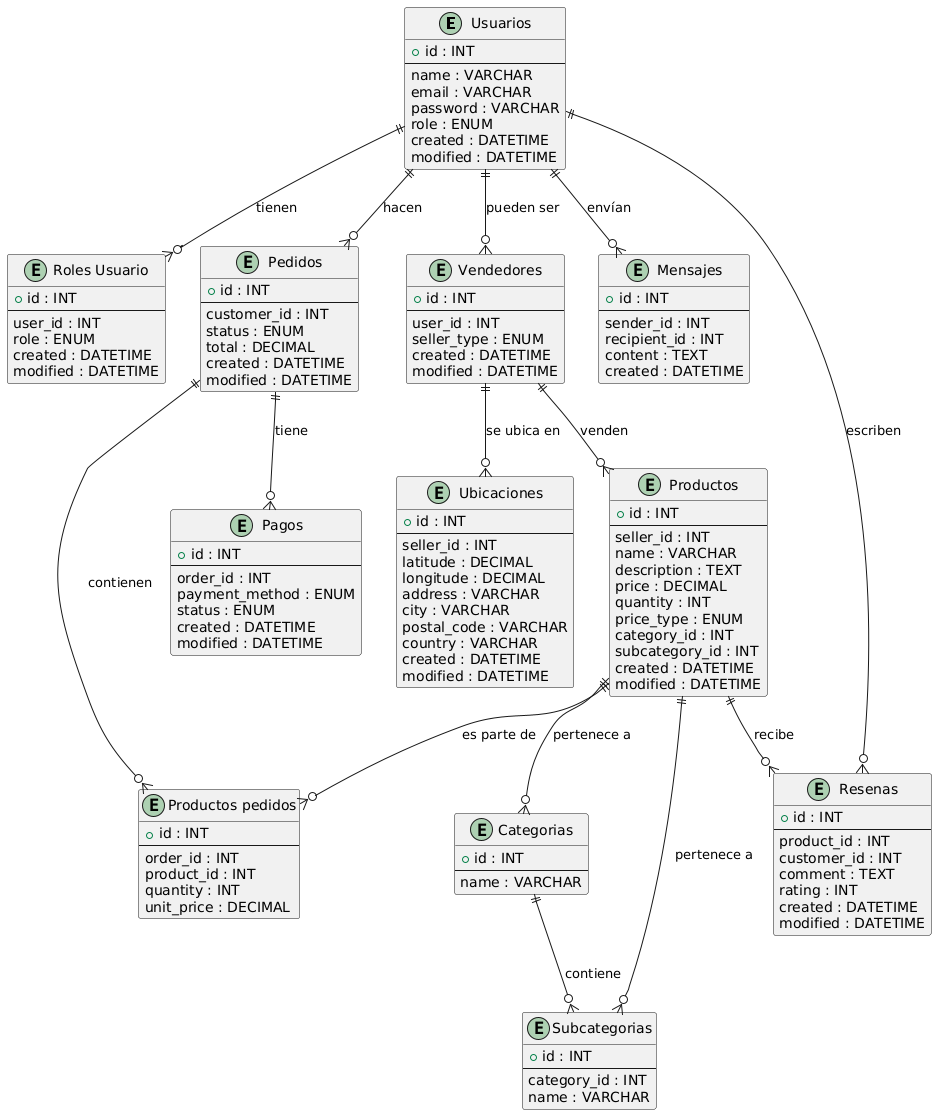 E Usuarios
id : INT
name : VARCHAR
email : VARCHAR
password : VARCHAR
role : ENUM
created : DATETIME
modified : DATETIME
tienen
hacen
pueden ser
envían
E Roles Usuario
id : INT
user_id : INT
role : ENUM
created : DATETIME
modified : DATETIME
E Pedidos
id : INT
customer_id : INT
status : ENUM
total : DECIMAL
created : DATETIME
modified : DATETIME
E Vendedores
id : INT
user_id : INT
seller_type : ENUM
created : DATETIME
modified : DATETIME
E Mensajes
id : INT
sender_id : INT
recipient_id : INT
content : TEXT
created : DATETIME
tiene
se ubica en
venden
escriben
E Pagos
id : INT
order_id : INT
payment_method : ENUM
status : ENUM
created : DATETIME
modified : DATETIME
E Ubicaciones
id : INT
seller_id : INT
latitude : DECIMAL
longitude : DECIMAL
address : VARCHAR
city : VARCHAR
postal_code : VARCHAR
country : VARCHAR
created : DATETIME
modified : DATETIME
E Productos
id : INT
seller_id : INT
name : VARCHAR
description : TEXT
price : DECIMAL
quantity : INT
price_type : ENUM
category_id : INT
subcategory_id : INT
created : DATETIME
modified : DATETIME
contienen
es parte de
pertenece a
recibe
E Productos pedidos
id : INT
order_id : INT
product_id : INT
quantity : INT
unit_price : DECIMAL
E Categorias
id : INT
name : VARCHAR
pertenece a
E Resenas
id : INT
product_id : INT
customer_id : INT
comment : TEXT
rating : INT
created : DATETIME
modified : DATETIME
contiene
E Subcategorias
id : INT
category_id : INT
name : VARCHAR